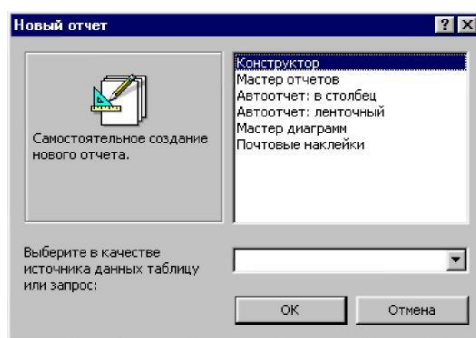 Новый отчет
Самостоятельное создание
нового отчета.
Конструктор
Мастер отчетов
Автоотчет: в столбец
Автоотчет: ленточный
Мастер диаграмм
Почтовые наклейки
Выберите в качестве
источника данных таблицу
или запрос:
ОК
Отмена